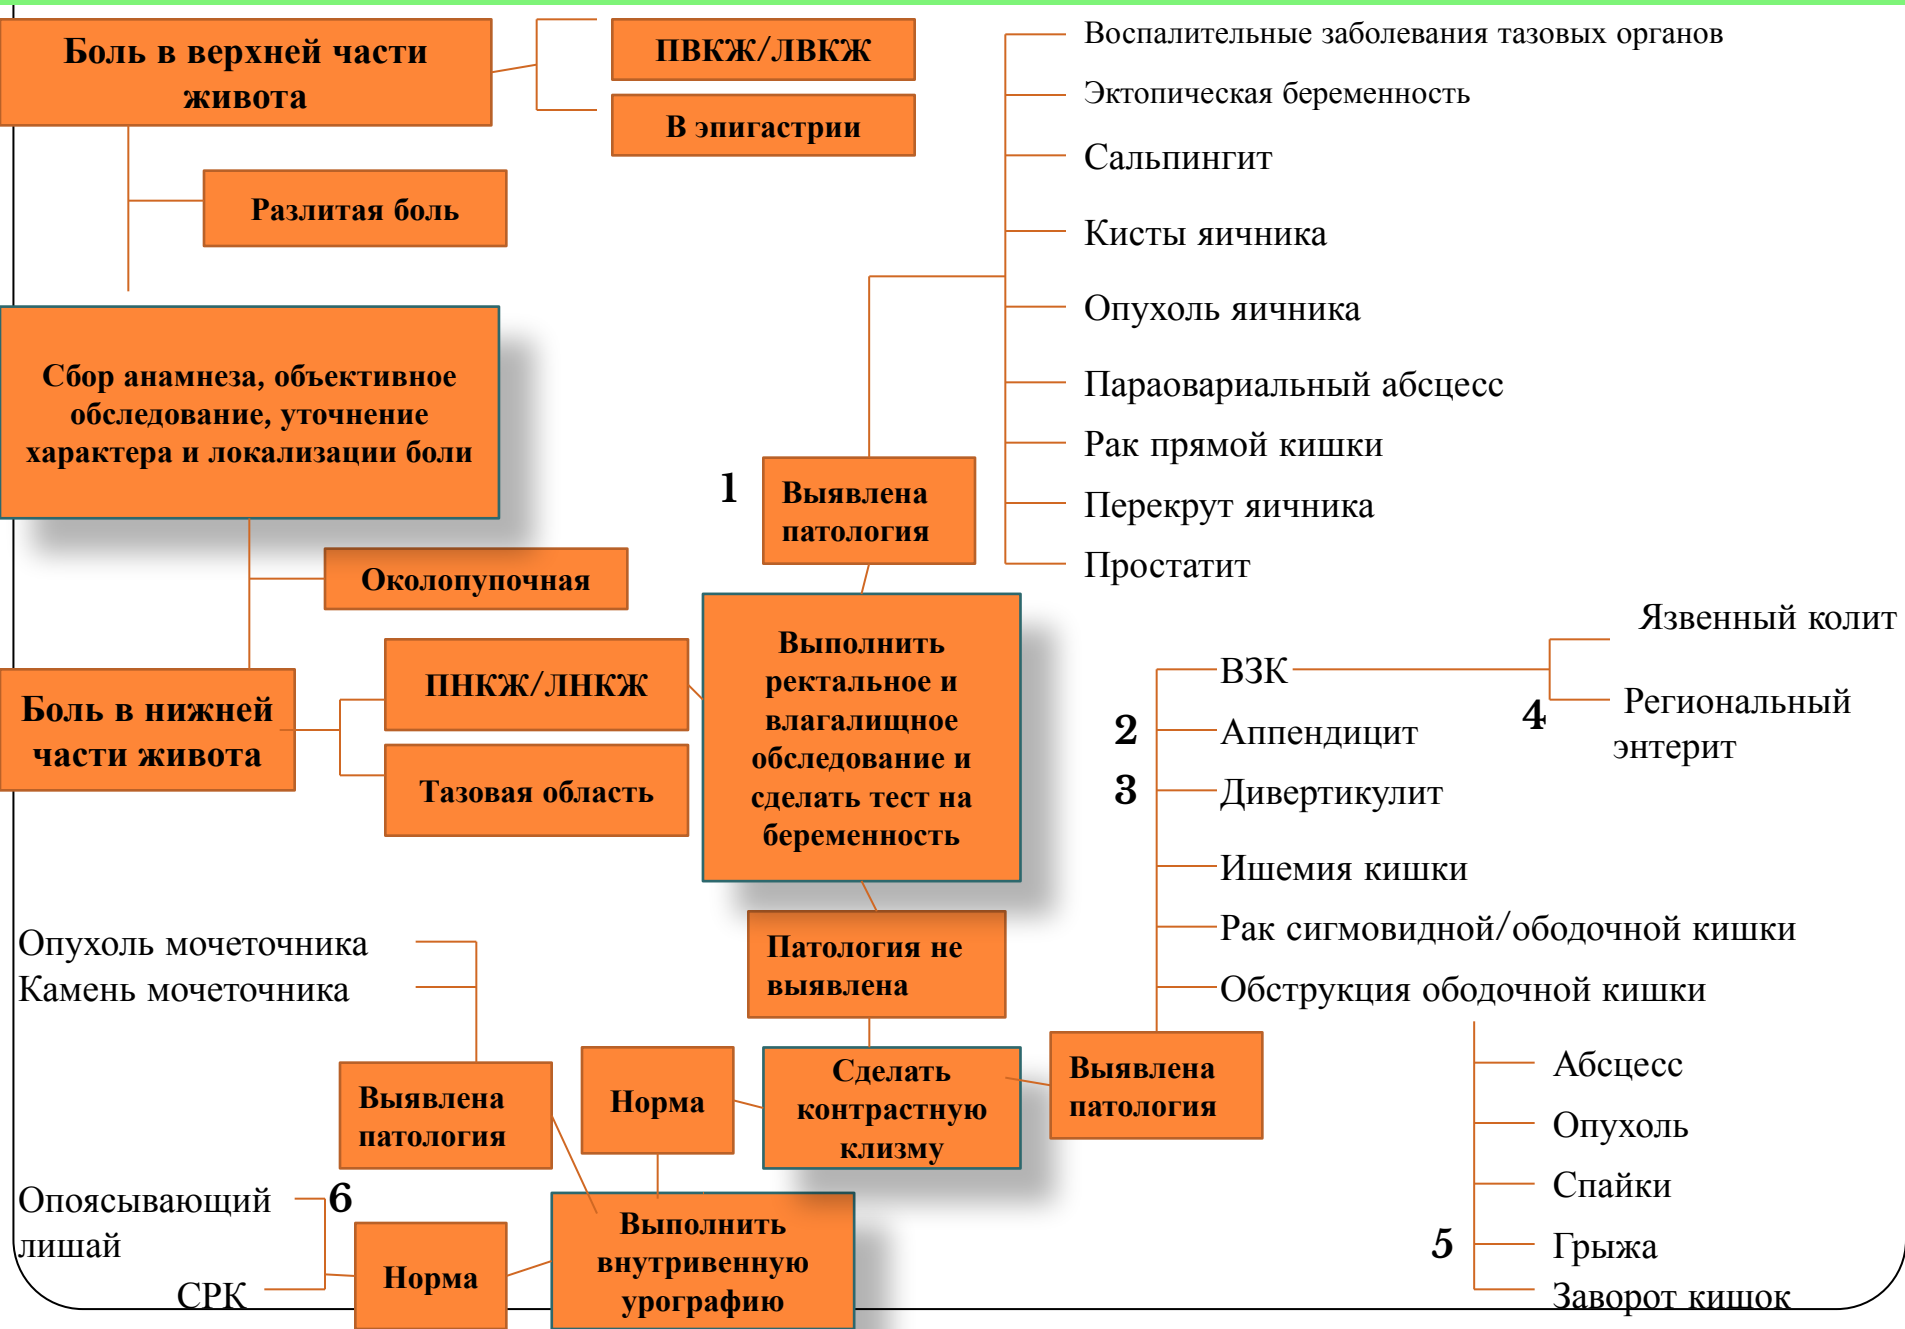 Боль в верхней части
живота
ПВКЖ/ЛВКЖ
В эпигастрии
Разлитая боль
Сбор анамнеза, объективное
обследование, уточнение
характера и локализации боли
Околопупочная
Боль в нижней
части живота
ПНКЖ/ЛНКЖ
Тазовая область
Выполнить
ректальное и
влагалищное
обследование и
сделать тест на
беременность
1
Выявлена
патология
Воспалительные заболевания тазовых органов
Эктопическая беременность
Сальпингит
Кисты яичника
Опухоль яичника
Параовариальный абсцесс
Рак прямой кишки
Перекрут яичника
Простатит
Патология не
выявлена
Сделать
контрастную
клизму
Выявлена
патология
ВЗК
Язвенный колит
4
Региональный
энтерит
2
Аппендицит
3
Дивертикулит
Ишемия кишки
Рак сигмовидной/ободочной кишки
Обструкция ободочной кишки
Абсцесс
Опухоль
Спайки
5
Грыжа
Заворот кишок
Норма
Выполнить
внутривенную
урографию
Выявлена
патология
Опухоль мочеточника
Камень мочеточника
Норма
6
Опоясывающий
лишай
СРК